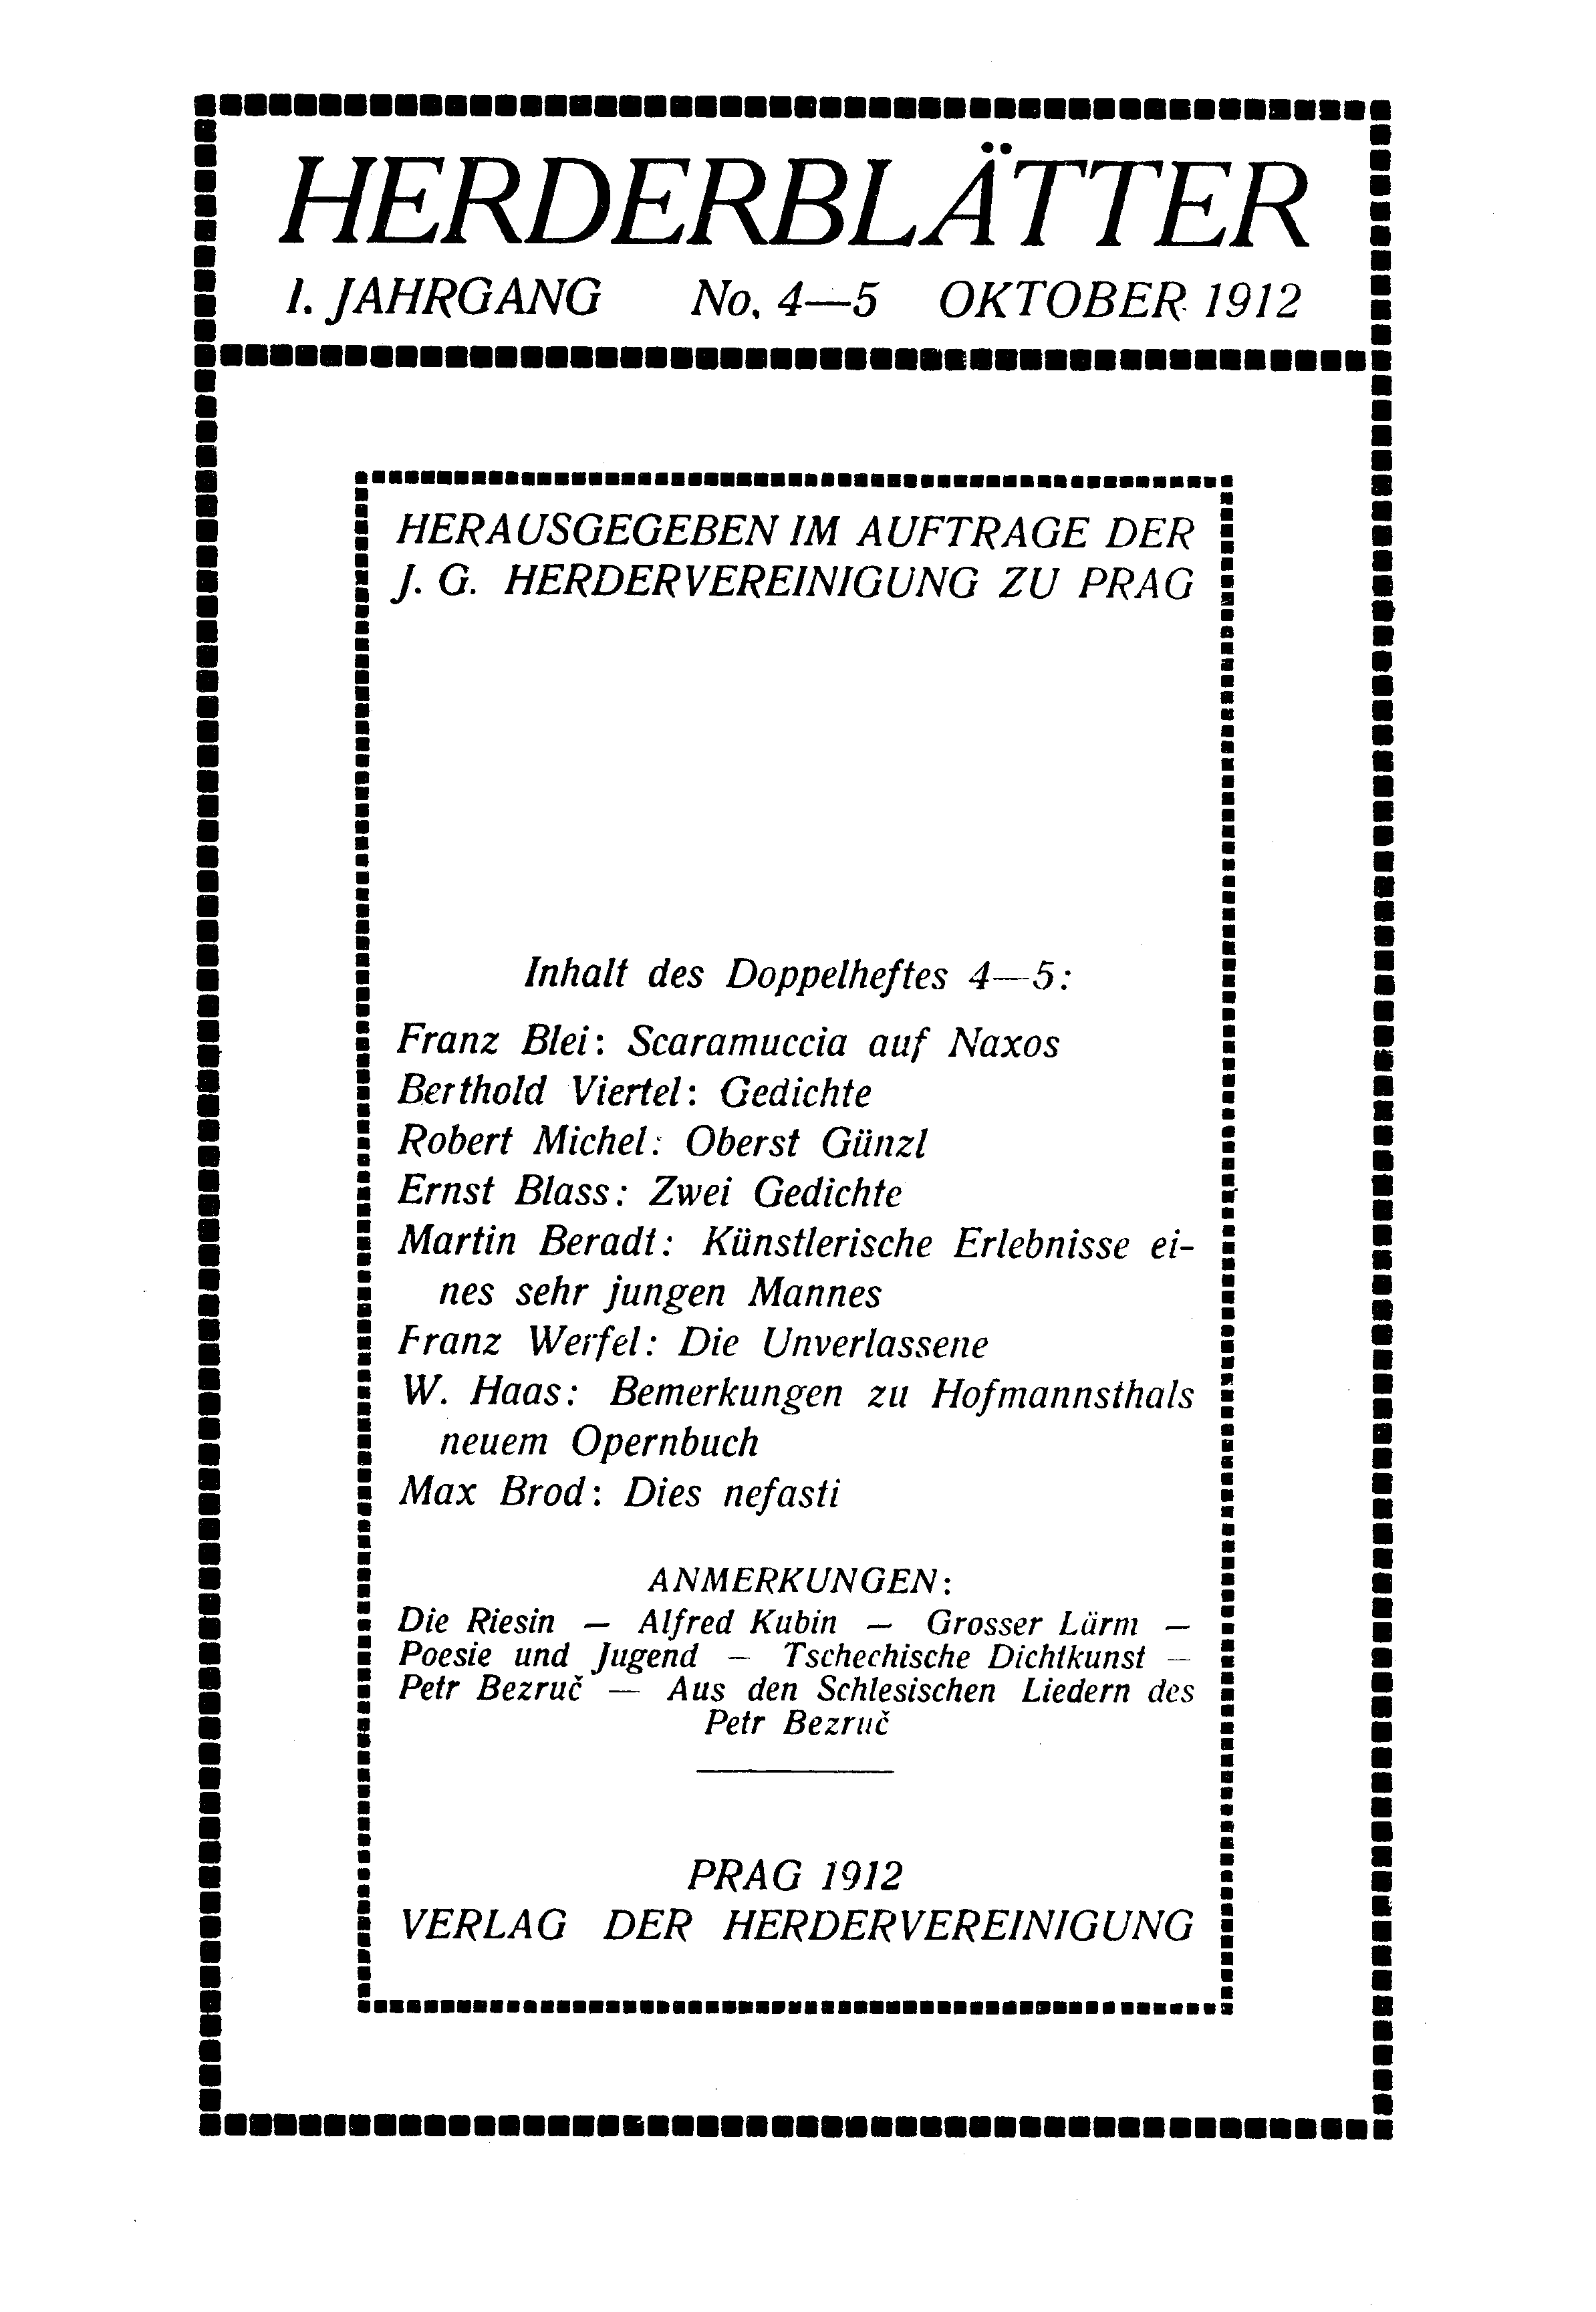 HERDERBLÄTTER
1. JAHRGANG No. 4—5 OKTOBER 1912
HERAUSGEGEBEN IM AUFTRAGE DER
J. G. HERDERVEREINIGUNG ZU PRAG
Inhalt des Doppelheftes 4—5:
Franz Blei: Scaramuccia auf Naxos
Berthold Viertel: Gedichte
Robert Michel: Oberst Günzl
Ernst Blass: Zwei Gedichte
Martin Beradt: Künstlerische Erlebnisse ei-
nes sehr jungen Mannes
Franz Werfel: Die Unverlassene
W. Haas: Bemerkungen zu Hofmannsthals
neuem Opernbuch
Max Brod: Dies nefasti
ANMERKUNGEN:
Die Riesin — Alfred Kubin — Grosser Lärm —
Poesie und Jugend — Tschechische Dichtkunst —
Petr Bezruč — Aus den Schlesischen Liedern des
Petr Bezruč
PRAG 1912
VERLAG DER HERDERVEREINIGUNG